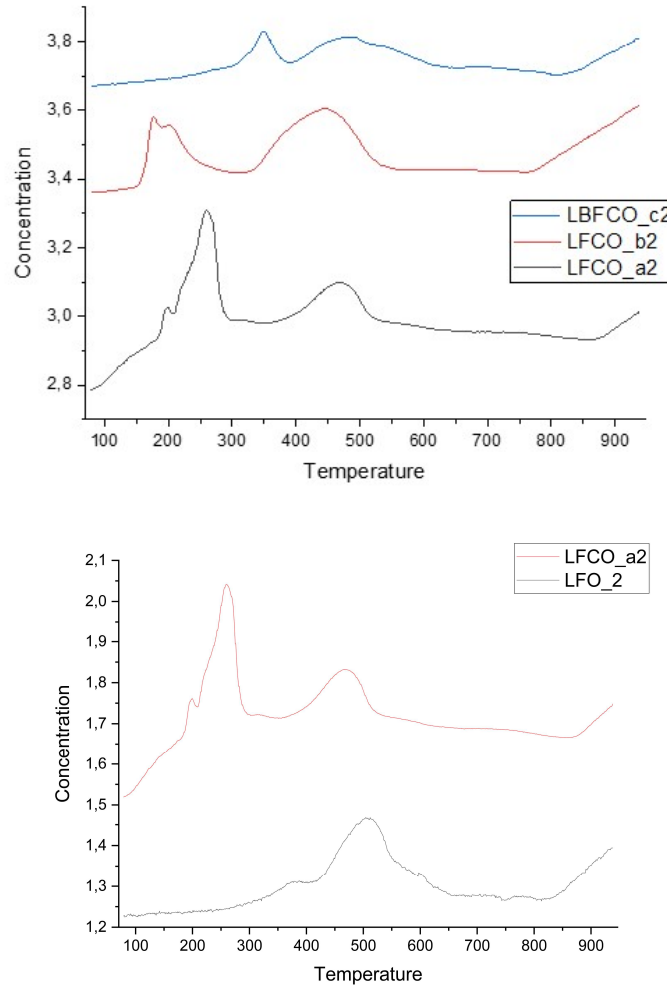 3,8
3,6
3,4
3,2
3,0
2,8
Concentration
LBFCO_c2
LFCO_b2
LFCO_a2
100 200 300 400 500 600 700 800 900
Temperature
2,1
2,0
1,9
1,8
1,7
1,6
1,5
1,4
1,3
1,2
Concentration
LFCO_a2
LFO_2
100 200 300 400 500 600 700 800 900
Temperature